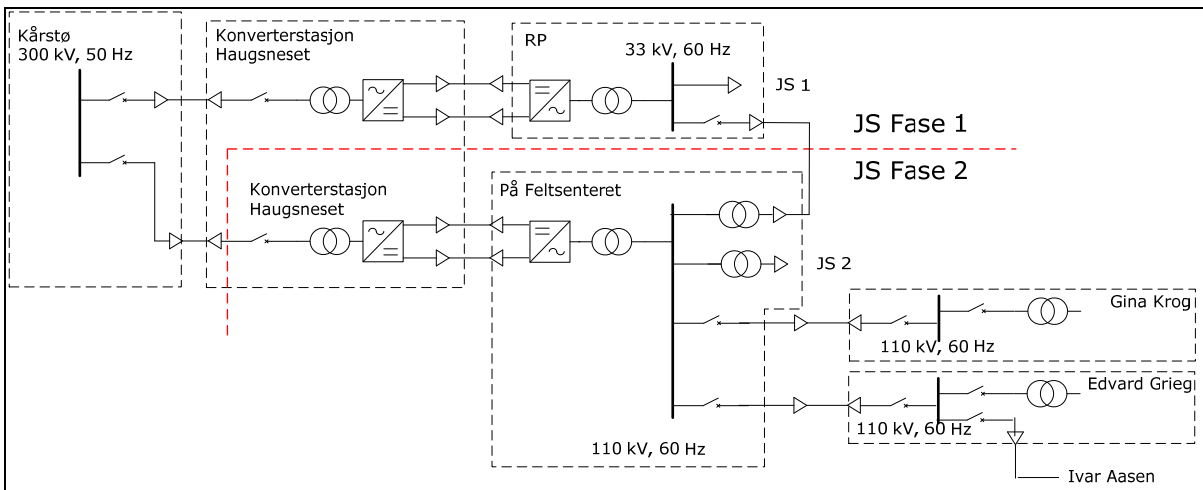 Kårstø
300 kV, 50 Hz
Konverterstasjon
Haugsneset
RP
33 kV, 60 Hz
JS 1
JS Fase 1
JS Fase 2
Konverterstasjon
Haugsneset
På Feltsenteret
JS 2
Gina Krog
110 kV, 60 Hz
Edvard Grieg
110 kV, 60 Hz
110 kV, 60 Hz
Ivar Aasen